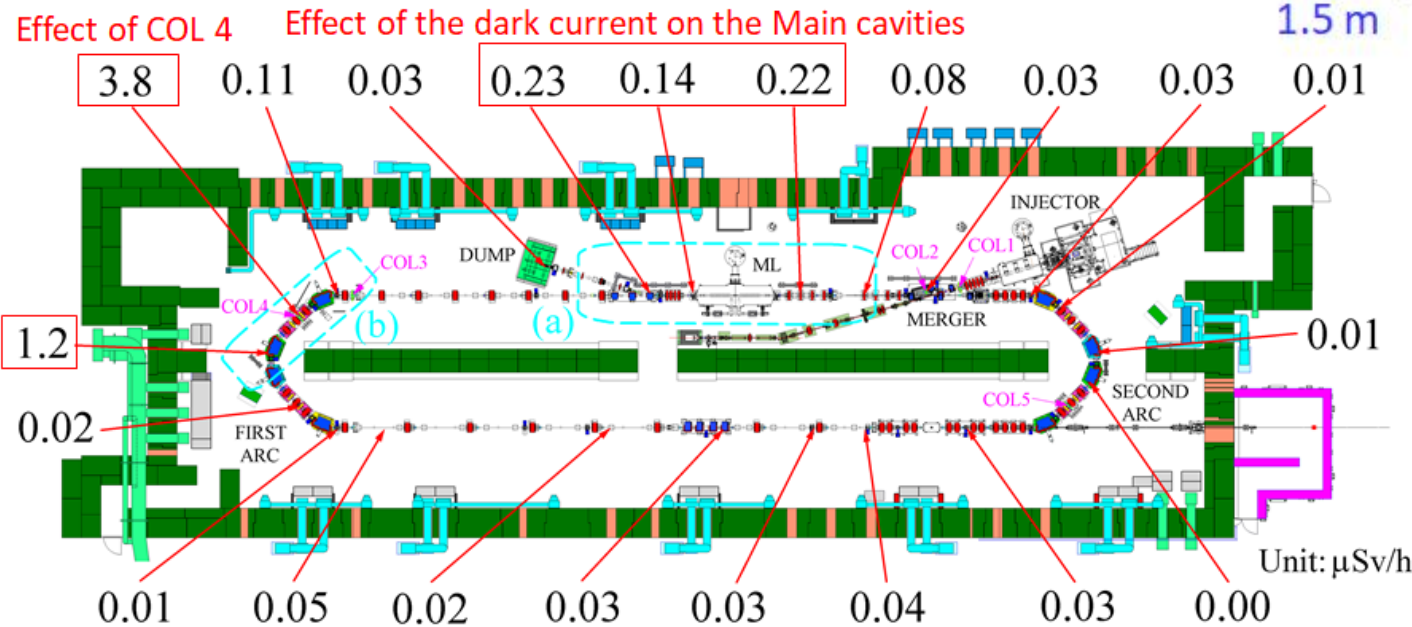 Effect of COL 4
Effect of the dark current on the Main cavities
1.5 m
3.8 0.11 0.03 0.23 0.14 0.22 0.08 0.03 0.03 0.01
INJECTOR
DUMP
ML
COL2
COL1
COL3
COL4
(b)
(a)
MERGER
1.2
0.01
0.02
FIRST
ARC
COL5
SECOND
ARC
Unit: μSv/h
0.01 0.05 0.02 0.03 0.03 0.04 0.03 0.00